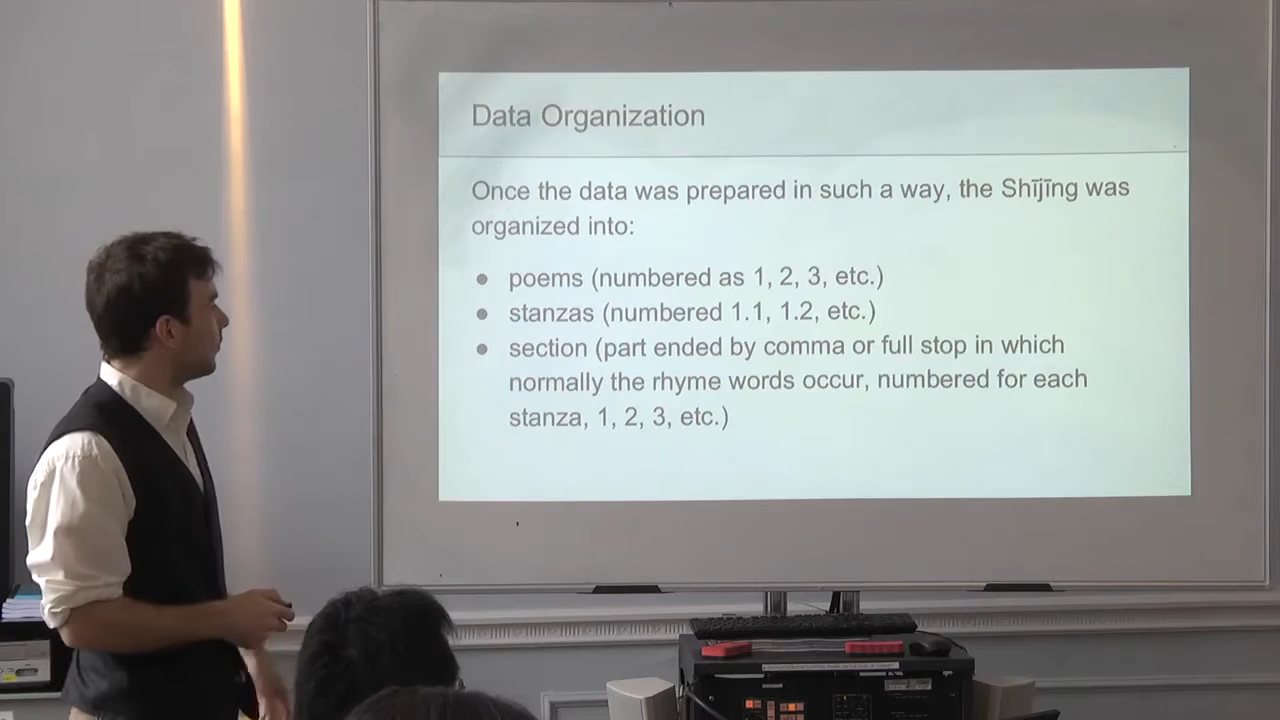 Data Organization
Once the data was prepared in such a way, the Shījīng was
organized into:
● poems (numbered as 1, 2, 3, etc.)
● stanzas (numbered 1.1, 1.2, etc.)
● section (part ended by comma or full stop in which
normally the rhyme words occur, numbered for each
stanza, 1, 2, 3, etc.)